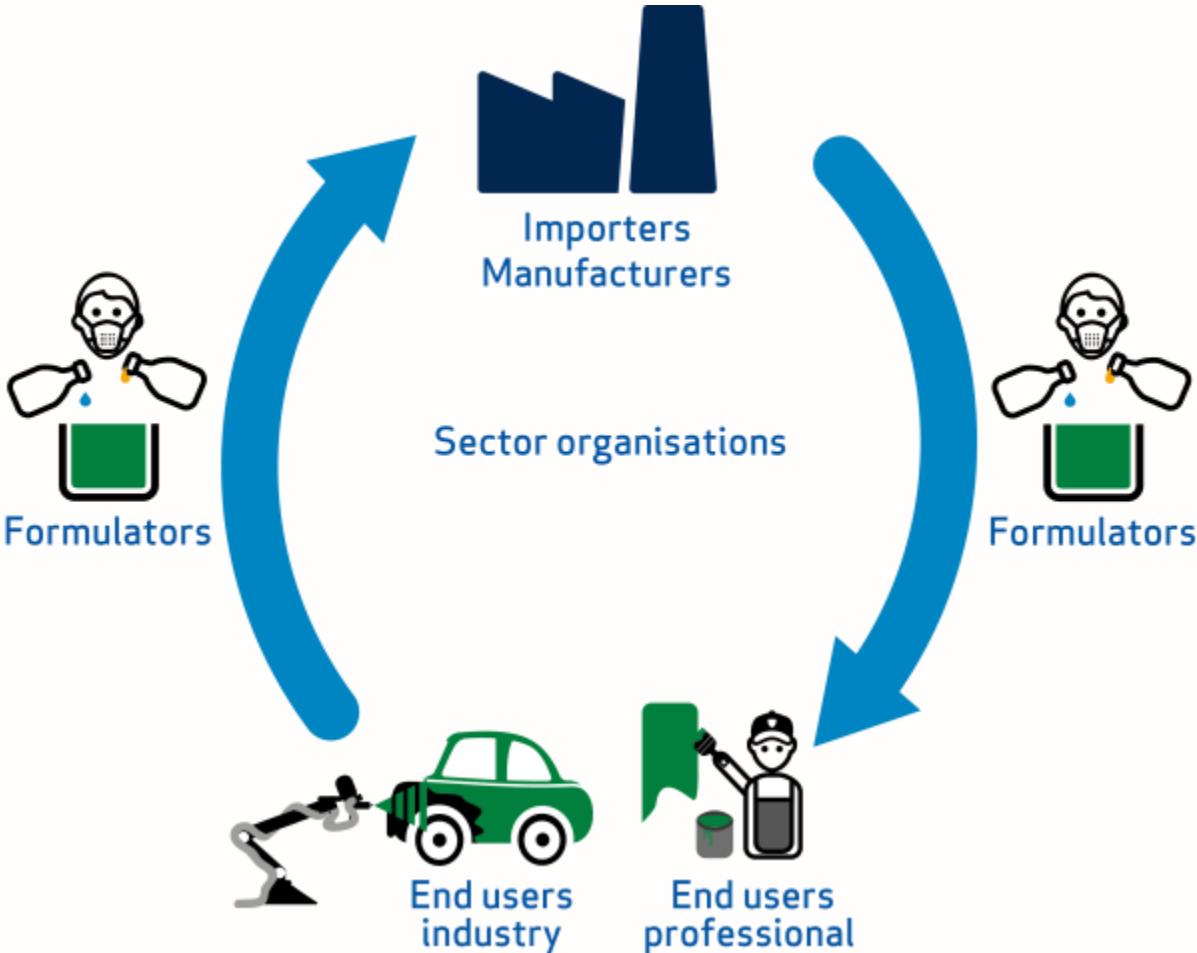 Importers
Manufacturers
Sector organisations
Formulators
Formulators
End users
industry
End users
professional